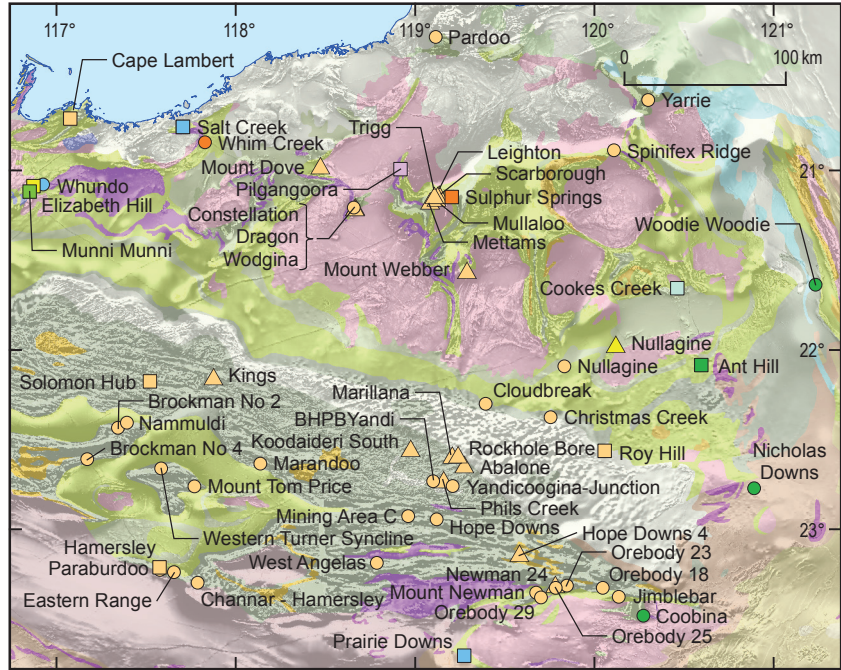 117° 118° 119° 120° 121°
Pardoo
Cape Lambert
0 100 km
Yarrie
Trigg
Salt Creek
Whim Creek
Leighton
Spinifex Ridge
Mount Dove
Scarborough
21°
Pilgangoora
Whundo
Sulphur Springs
Elizabeth Hill
Constellation
Mullaloo
Woodie Woodie
Dragon
Mettams
Munni Munni
Wodgina
Mount Webber
Cookes Creek
Nullagine
22°
Nullagine
Ant Hill
Solomon Hub
Kings
Marillana
Cloudbreak
Brockman No 2
BHPBYandi
Christmas Creek
Nammuldi
Koodaideri South
Rockhole Bore
Roy Hill
Nicholas
Downs
Brockman No 4
Marandoo
Abalone
Mount Tom Price
Yandicoogina-Junction
Phils Creek
Mining Area C
Hope Downs
23°
Western Turner Syncline
Hope Downs 4
Hamersley
Paraburdoo
West Angelas
Orebody 23
Newman 24
Orebody 18
Eastern Range
Channar - Hamersley
Mount Newman
Jimblebar
Orebody 29
Coobina
Orebody 25
Prairie Downs